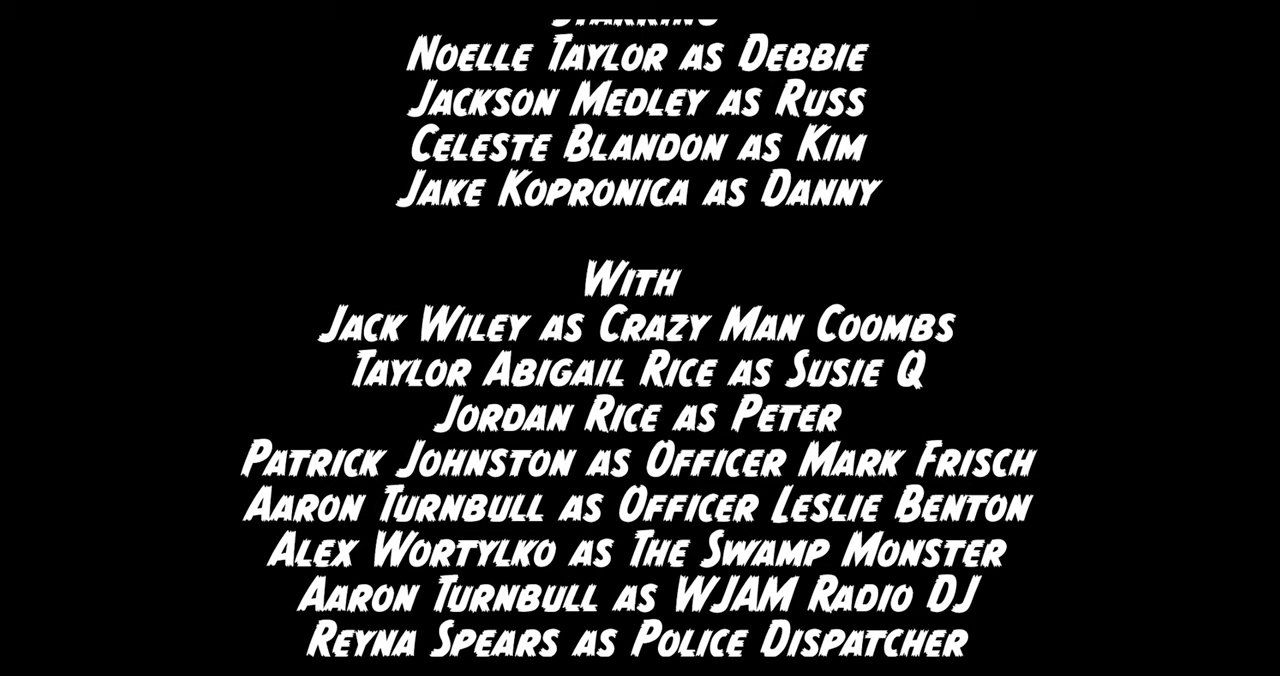 Starring
Noelle Taylor as Debbie
Jackson Medley as Russ
Celeste Blandon as Kim
Jake Kopronica as Danny
With
Jack Wiley as Crazy Man Coombs
Taylor Abigail Rice as Susie Q
Jordan Rice as Peter
Patrick Johnston as Officer Mark Frisch
Aaron Turnbull as Officer Leslie Benton
Alex Wortylko as The Swamp Monster
Aaron Turnbull as WJAM Radio DJ
Reyna Spears as Police Dispatcher